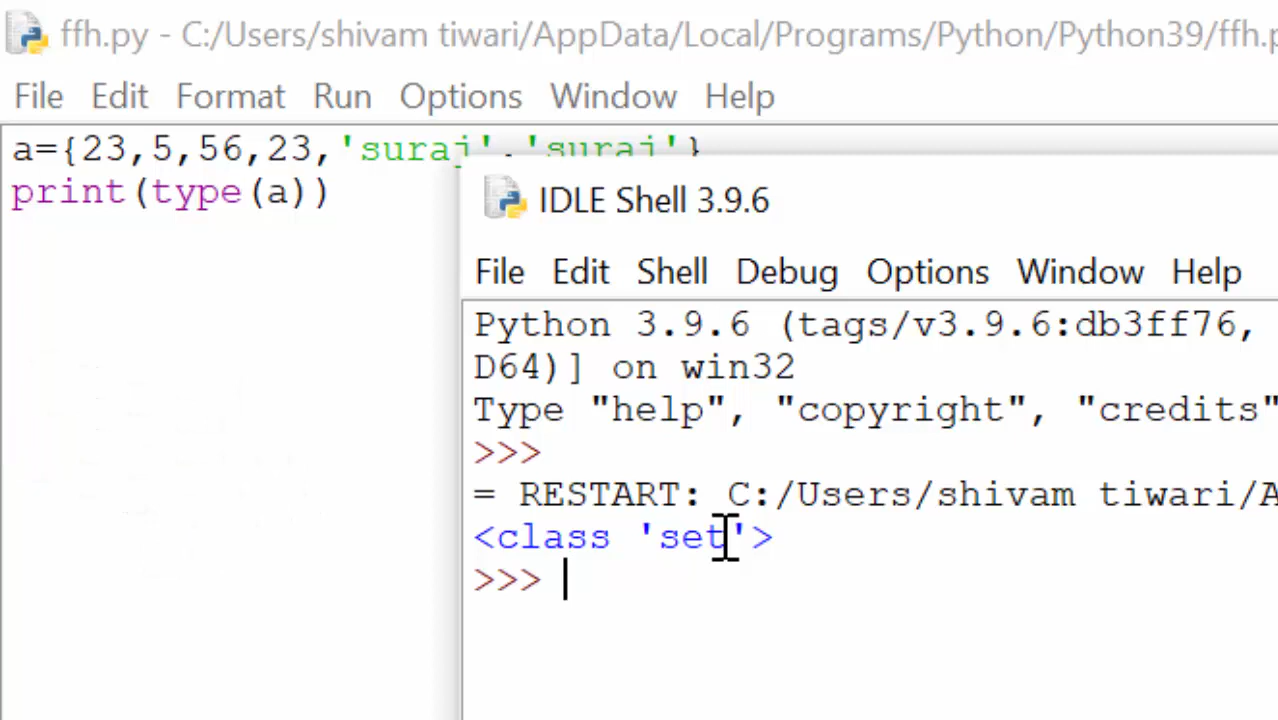 ffh.py - C:/Users/shivam tiwari/AppData/Local/Programs/Python/Python39/ffh.p
File Edit Format Run Options Window Help
a={23,5,56,23,'suraj','suraj'}
print(type(a))
IDLE Shell 3.9.6
File Edit Shell Debug Options Window Help
Python 3.9.6 (tags/v3.9.6:db3ff76,
D64)] on win32
Type "help", "copyright", "credits"
>>>
= RESTART: C:/Users/shivam tiwari/A
<class 'set'>
>>>